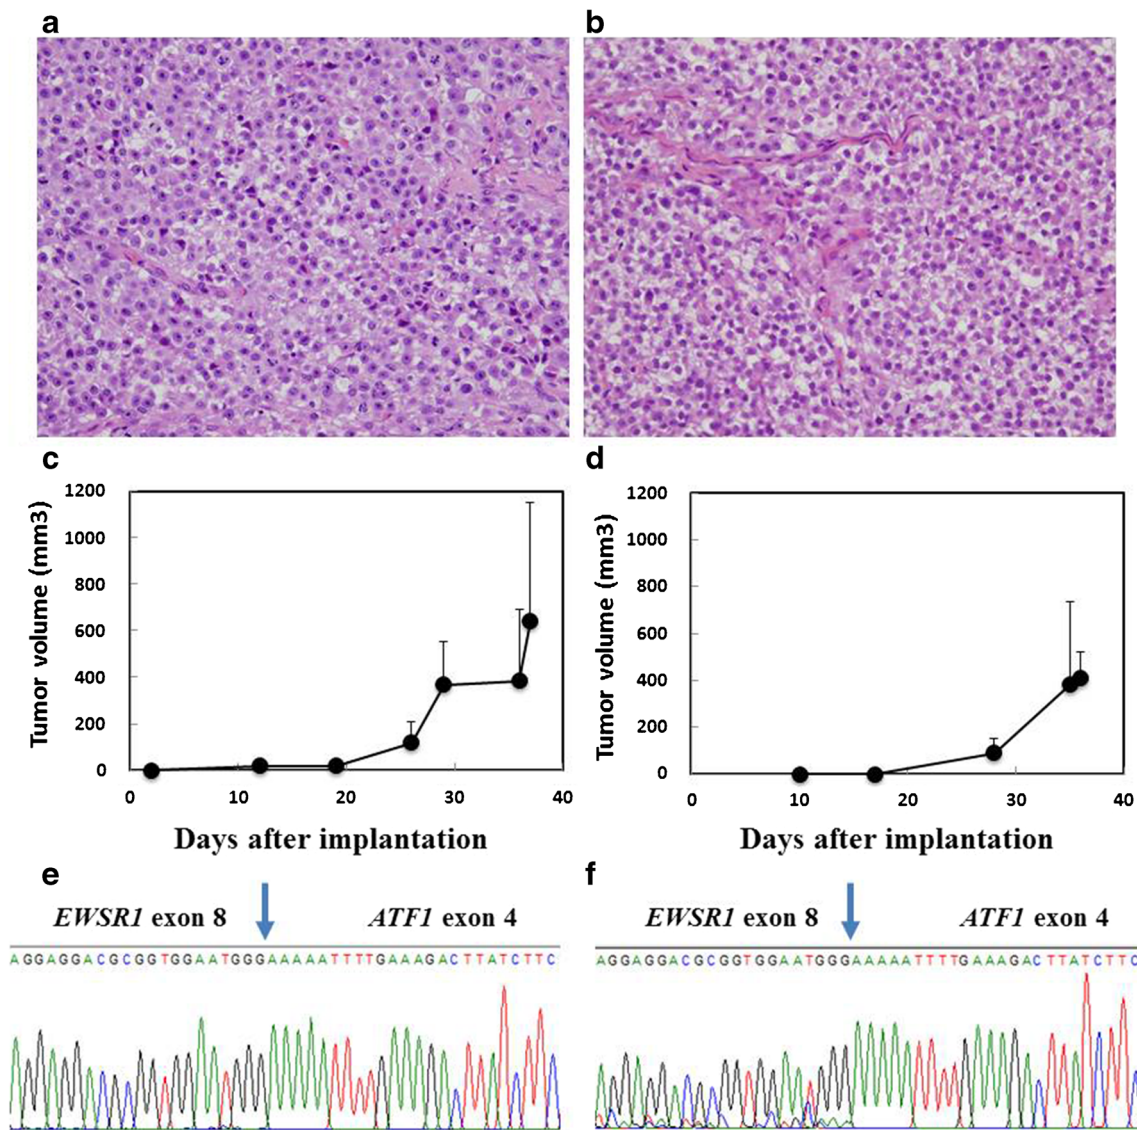 a
b
c
d
1200
1000
800
600
400
200
0
Tumor volume (mm3)
0 10 20 30 40
Days after implantation
1200
1000
800
600
400
200
0
Tumor volume (mm3)
0 10 20 30 40
Days after implantation
e
f
EWSR1 exon 8
ATF1 exon 4
AGGAGGACGCGGTGGAATGGGAAAAATTTTGAAAGACTTATCTTC
EWSR1 exon 8
ATF1 exon 4
AGGAGGACGCGGTGGAATGGGAAAAATTTTGAAAGACTTATCTTC